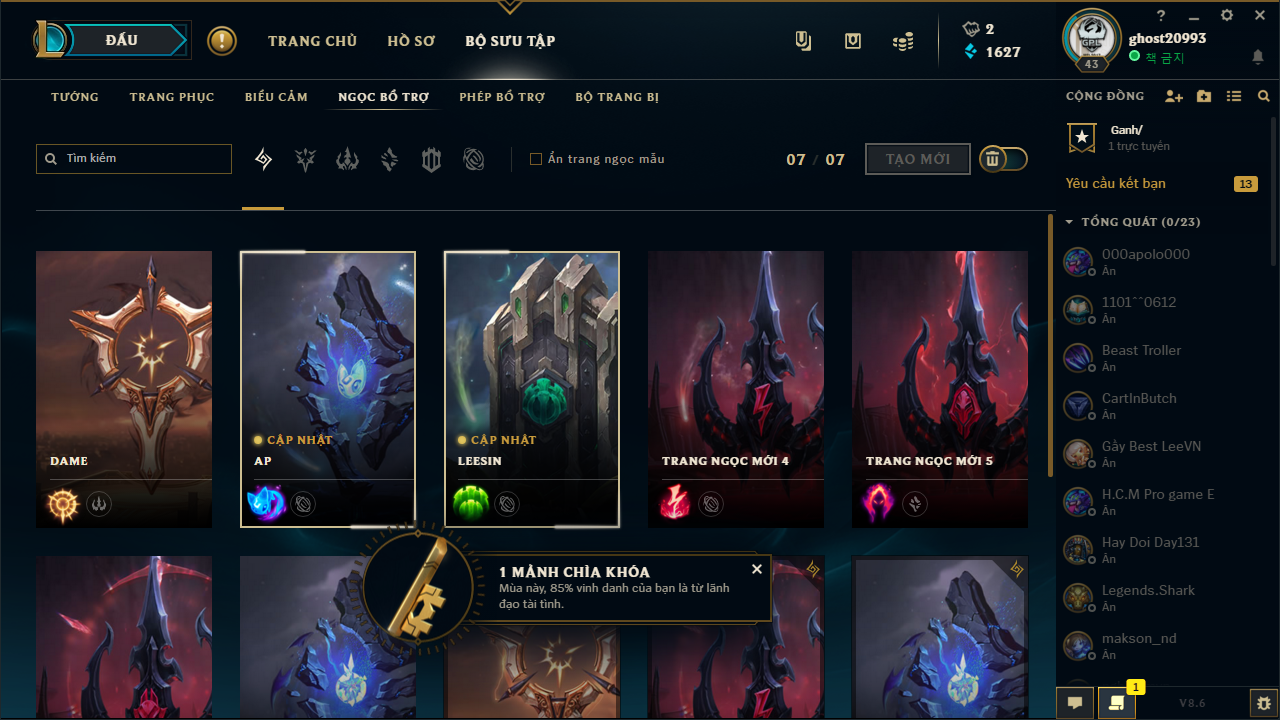 ĐẤU
TRANG CHỦ
HỒ SƠ
BỘ SƯU TẬP
2
1627
?
GPL
43
ghost20993
책 금지
TƯỚNG
TRANG PHỤC
BIỂU CẢM
NGỌC BỔ TRỢ
PHÉP BỔ TRỢ
BỘ TRANG BỊ
Tìm kiếm
Ẩn trang ngọc mẫu
07 / 07
TẠO MỚI
CẬP NHẬT
CẬP NHẬT
DAME
AP
LEESIN
TRANG NGỌC MỚI 4
TRANG NGỌC MỚI 5
1 MẢNH CHÌA KHÓA
Mùa này, 85% vinh danh của bạn là từ lãnh
đạo tài tình.
CỘNG ĐỒNG
Ganh/
1 trực tuyến
Yêu cầu kết bạn
13
TỔNG QUÁT (0/23)
000apolo000
Ẩn
1101^^0612
Ẩn
Beast Troller
Ẩn
CartInButch
Ẩn
Gầy Best LeeVN
Ẩn
H.C.M Pro game E
Ẩn
Hay Doi Day131
Ẩn
Legends.Shark
Ẩn
makson_nd
Ẩn
1
V8.6